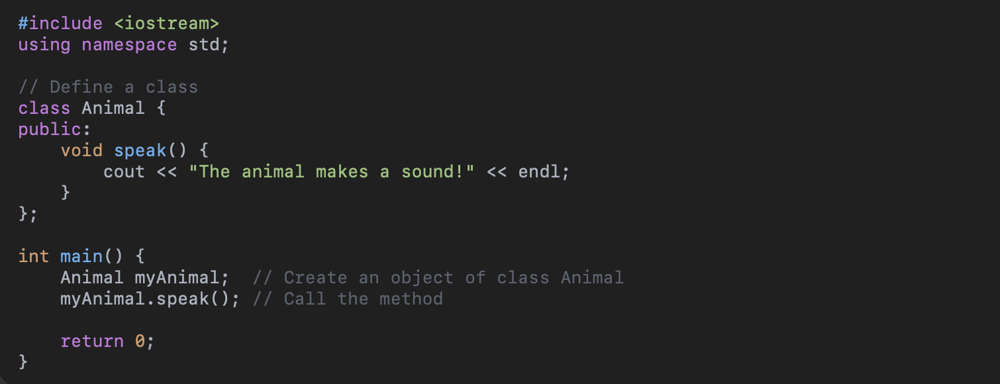 #include <iostream>
using namespace std;
// Define a class
class Animal {
public:
    void speak() {
        cout << "The animal makes a sound!" << endl;
    }
};
int main() {
    Animal myAnimal;  // Create an object of class Animal
    myAnimal.speak(); // Call the method
    return 0;
}